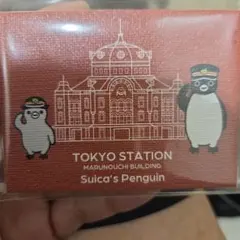 TOKYO STATION
MARUNOUCHI BUILDING
Suica's Penguin